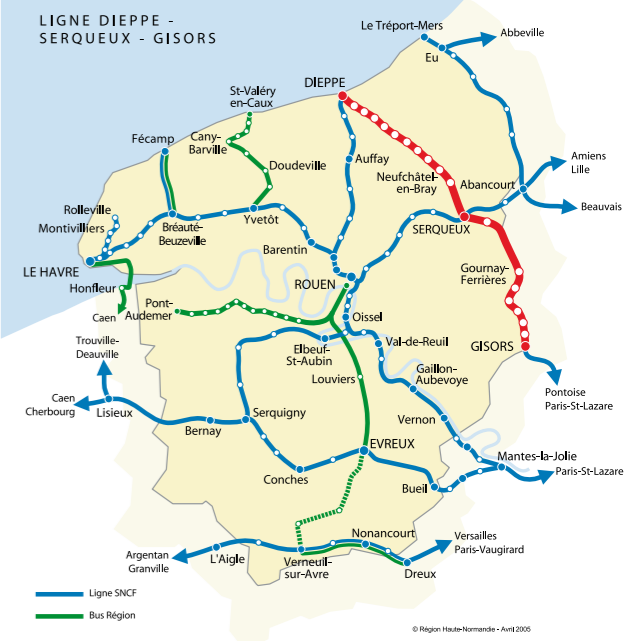 LIGNE DIEPPE -
SERQUEUX - GISORS
Le Tréport-Mers
Abbeville
Eu
DIEPPE
St-Valéry
en-Caux
Fécamp
Cany-
Barville
Auffay
Amiens
Lille
Doudeville
Neufchâtel-
en-Bray
Abancourt
Beauvais
Rolleville
Montivilliers
Bréauté-
Beuzeville
Yvetôt
SERQUEUX
Barentin
LE HAVRE
Gournay-
Ferrières
Honfleur
ROUEN
Pont-
Audemer
Caen
Oissel
Trouville-
Deauville
Elbeuf-
St-Aubin
Val-de-Reuil
GISORS
Louviers
Gaillon-
Aubevoye
Pontoise
Paris-St-Lazare
Caen
Cherbourg
Lisieux
Serquigny
Vernon
Bernay
EVREUX
Mantes-la-Jolie
Paris-St-Lazare
Conches
Bueil
Nonancourt
Versailles
Paris-Vaugirard
Argentan
Granville
L'Aigle
Verneuil-
sur-Avre
Dreux
Ligne SNCF
Bus Région
© Région Haute-Normandie - Avril 2005